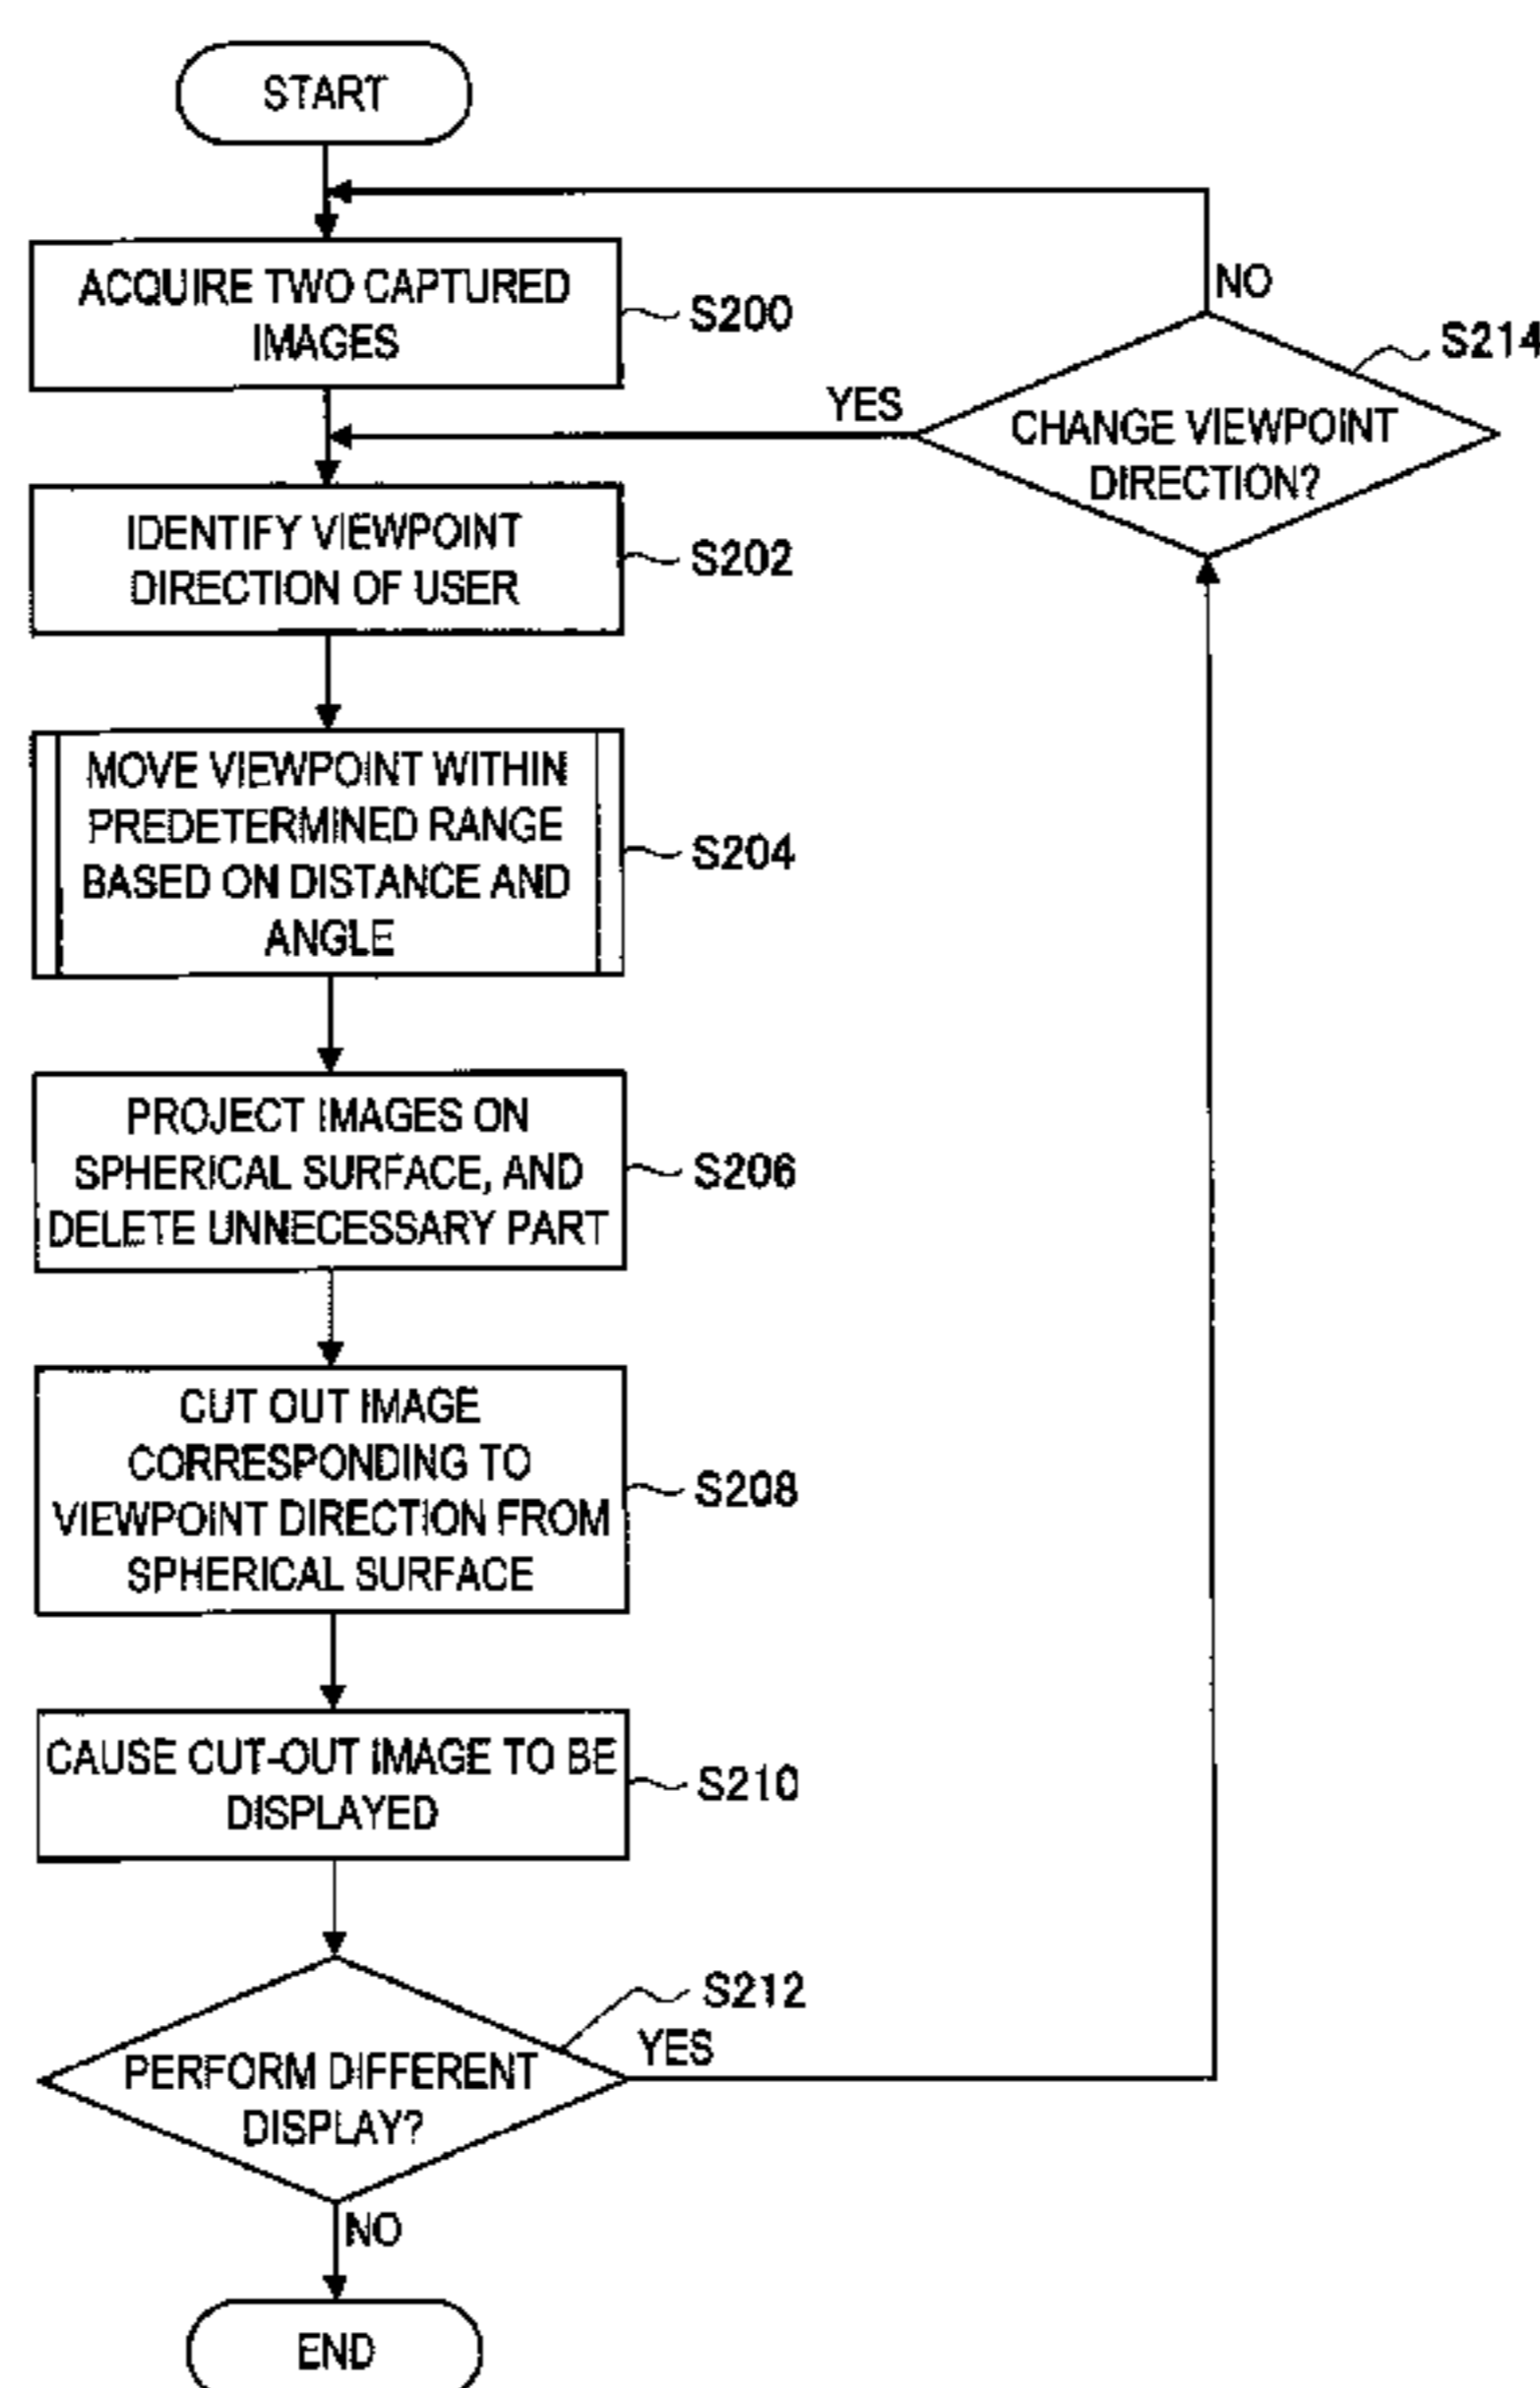 START
ACQUIRE TWO CAPTURED
IMAGES
S200
NO
S214
CHANGE VIEWPOINT
DIRECTION?
YES
IDENTIFY VIEWPOINT
DIRECTION OF USER
S202
MOVE VIEWPOINT WITHIN
PREDETERMINED RANGE
BASED ON DISTANCE AND
ANGLE
S204
PROJECT IMAGES ON
SPHERICAL SURFACE, AND
DELETE UNNECESSARY PART
S206
CUT OUT IMAGE
CORRESPONDING TO
VIEWPOINT DIRECTION FROM
SPHERICAL SURFACE
S208
CAUSE CUT-OUT IMAGE TO BE
DISPLAYED
S210
S212
YES
PERFORM DIFFERENT
DISPLAY?
NO
END